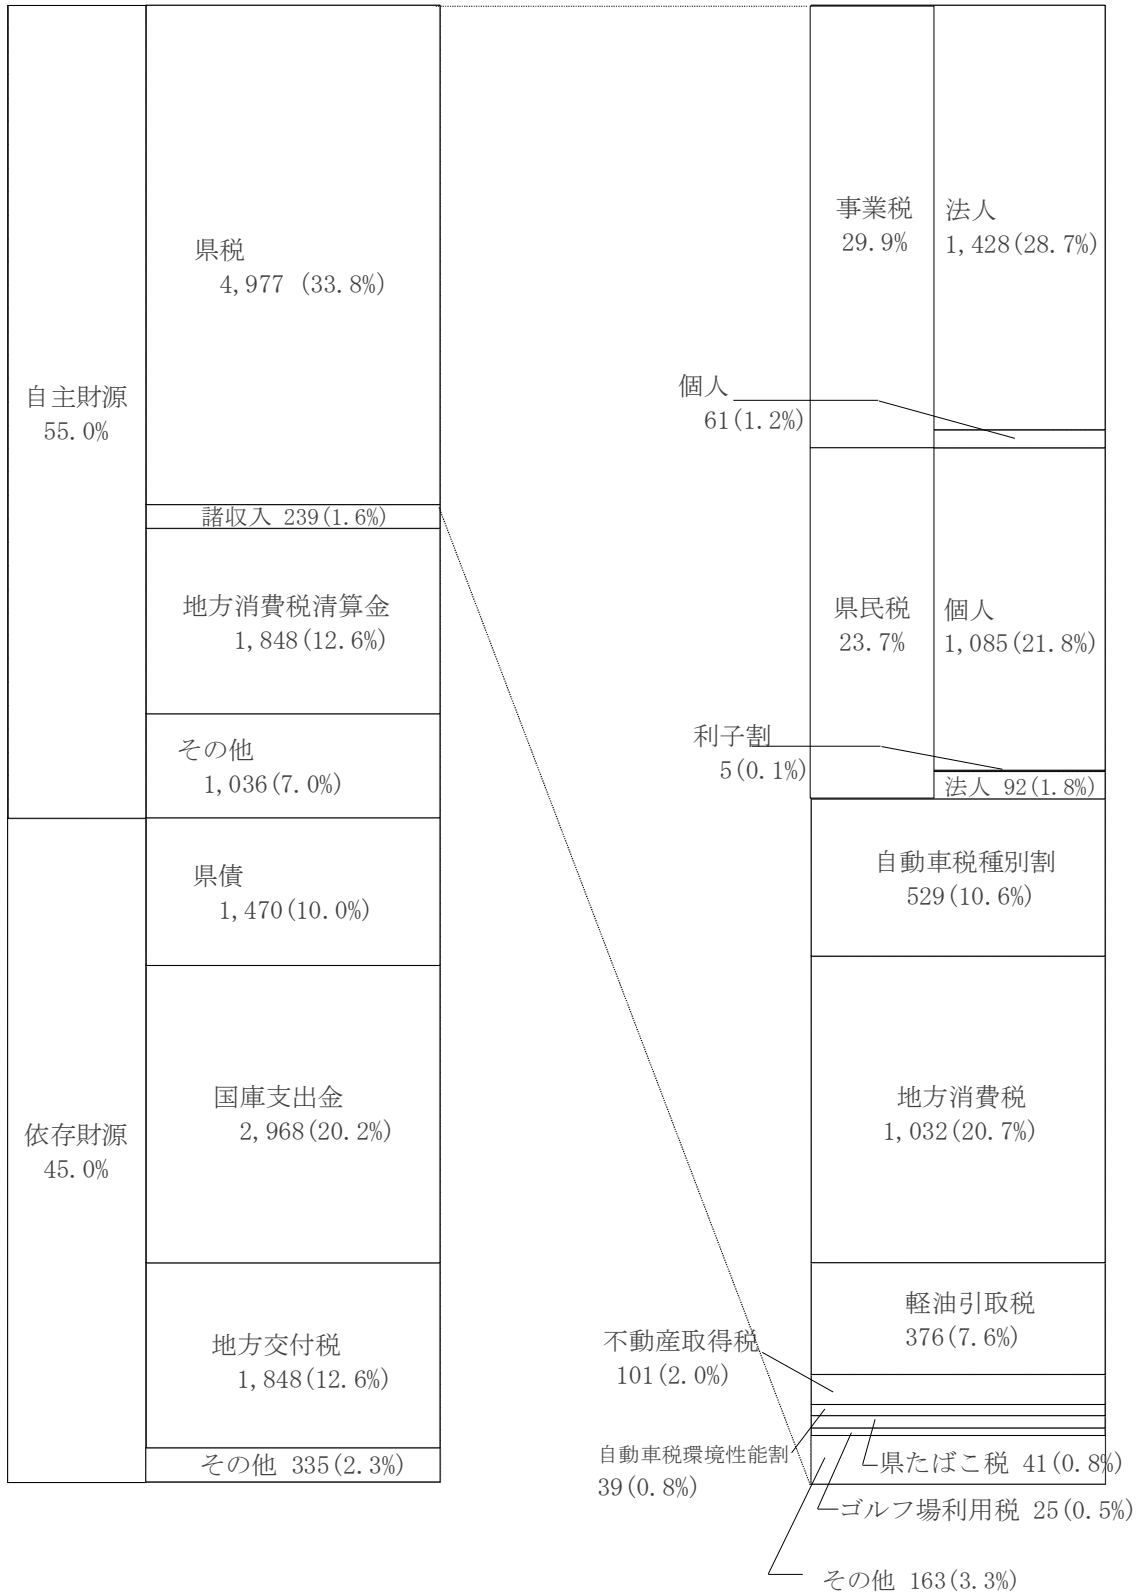 自主財源
55.0%
県税
4,977 (33.8%)
諸収入 239(1.6%)
地方消費税清算金
1,848(12.6%)
その他
1,036(7.0%)
依存財源
45.0%
県債
1,470(10.0%)
国庫支出金
2,968(20.2%)
地方交付税
1,848(12.6%)
その他 335(2.3%)
事業税
29.9%
法人
1,428(28.7%)
個人
61(1.2%)
県民税
23.7%
個人
1,085(21.8%)
利子割
5(0.1%)
法人 92(1.8%)
自動車税種別割
529(10.6%)
地方消費税
1,032(20.7%)
軽油引取税
376(7.6%)
不動産取得税
101(2.0%)
自動車税環境性能割
39(0.8%)
県たばこ税 41(0.8%)
ゴルフ場利用税 25(0.5%)
その他 163(3.3%)